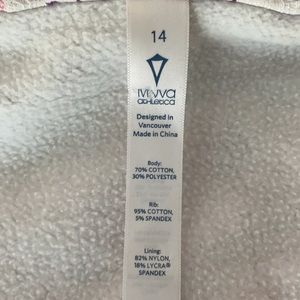 14
ivivva
athletica
Designed in
Vancouver
Made in China
Body:
70% COTTON,
30% POLYESTER
Rib:
95% COTTON,
5% SPANDEX
Lining:
82% NYLON,
18% LYCRA®
SPANDEX